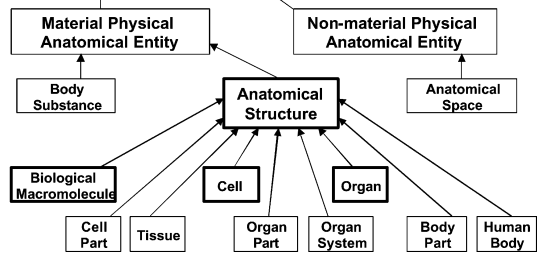 Material Physical
Anatomical Entity
Non-material Physical
Anatomical Entity
Body
Substance
Anatomical
Structure
Anatomical
Space
Biological
Macromolecule
Cell
Organ
Cell
Part
Tissue
Organ
Part
Organ
System
Body
Part
Human
Body